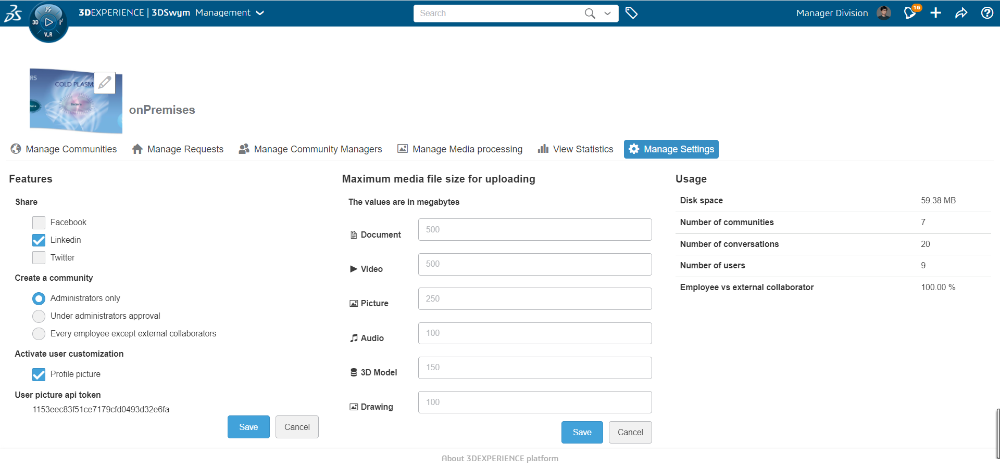 3DEXPERIENCE | 3DSwym Management
Search
Manager Division
16
3D
V.R
RS
COLD PLASM
onPremises
Manage Communities
Manage Requests
Manage Community Managers
Manage Media processing
View Statistics
Manage Settings
Features
Share
Facebook
Linkedin
Twitter
Create a community
Administrators only
Under administrators approval
Every employee except external collaborators
Activate user customization
Profile picture
User picture api token
1153eec83f51ce7179cfd0493d32e6fa
Save
Cancel
Maximum media file size for uploading
The values are in megabytes
Document
500
Video
500
Picture
250
Audio
100
3D Model
150
Drawing
100
Save
Cancel
Usage
Disk space 59.38 MB
Number of communities 7
Number of conversations 20
Number of users 9
Employee vs external collaborator 100.00 %
About 3DEXPERIENCE platform